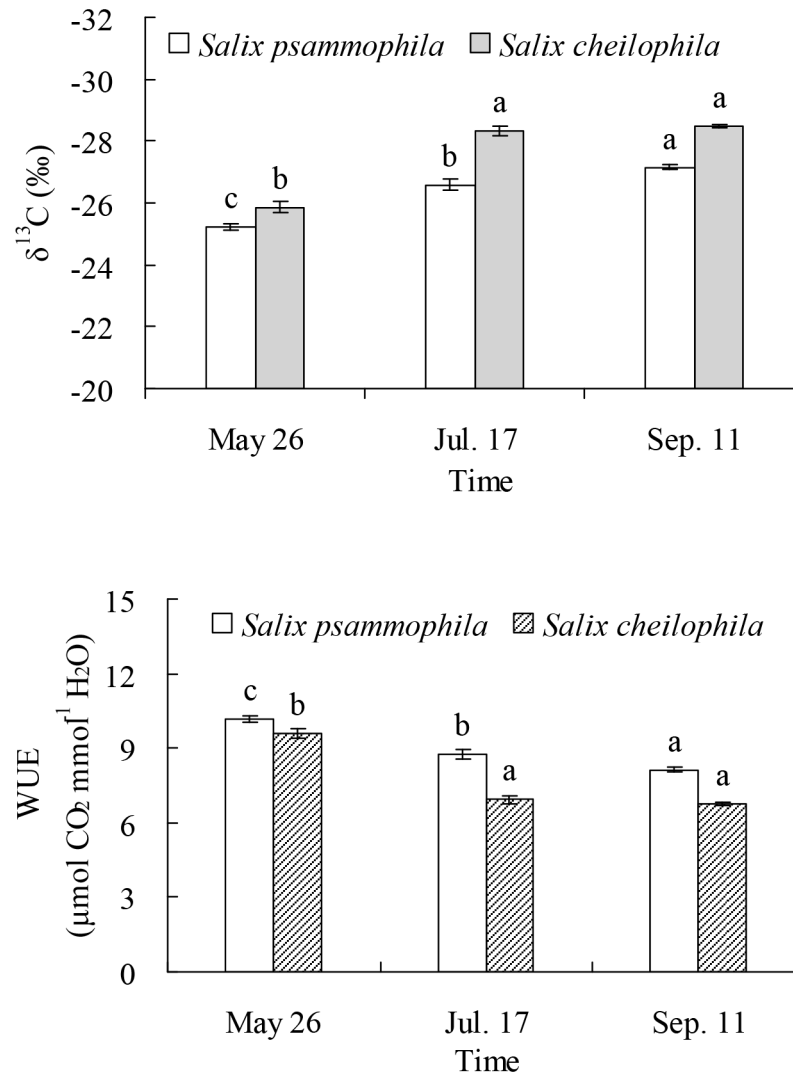 -32
Salix psammophila Salix cheilophila
-30
-28
-26
-24
-22
-20
δ¹³C (‰)
c b b a a a
May 26 Jul. 17 Sep. 11
Time
15
Salix psammophila Salix cheilophila
12
9
6
3
0
WUE
(μmol CO₂ mmol¹ H₂O)
c b b a a a
May 26 Jul. 17 Sep. 11
Time